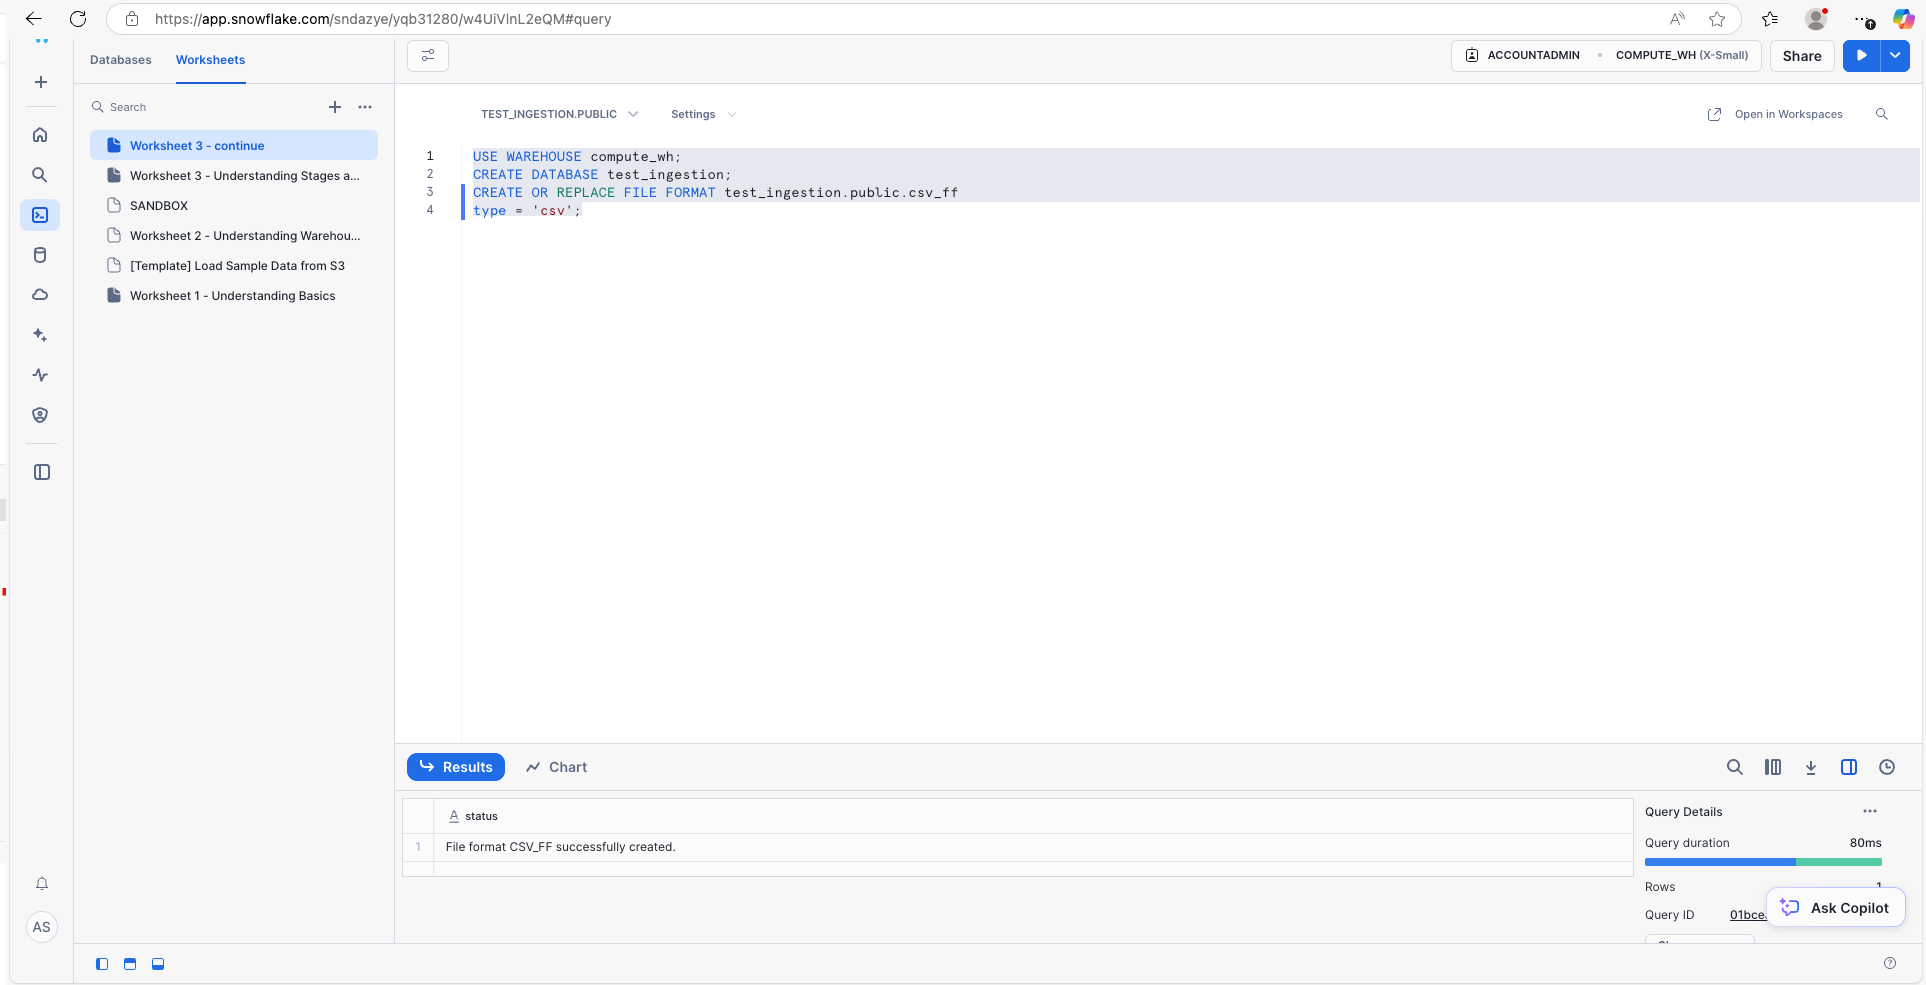 https://app.snowflake.com/sndazye/yqb31280/w4UiVlnL2eQM#query
Databases
Worksheets
ACCOUNTADMIN
COMPUTE_WH (X-Small)
Share
Search
Worksheet 3 - continue
Worksheet 3 - Understanding Stages a...
SANDBOX
Worksheet 2 - Understanding Warehou...
[Template] Load Sample Data from S3
Worksheet 1 - Understanding Basics
TEST_INGESTION.PUBLIC
Settings
Open in Workspaces
1 USE WAREHOUSE compute_wh;
2 CREATE DATABASE test_ingestion;
3 CREATE OR REPLACE FILE FORMAT test_ingestion.public.csv_ff
4 type = 'csv';
Results
Chart
A status
1 File format CSV_FF successfully created.
Query Details
Query duration 80ms
Rows 1
Query ID 01bce
Ask Copilot
AS